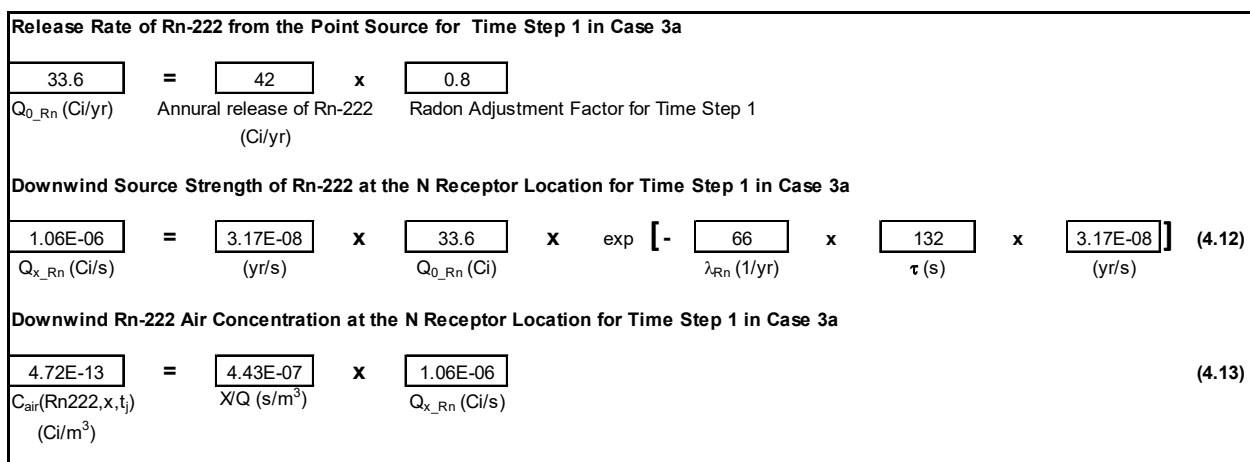 Release Rate of Rn-222 from the Point Source for Time Step 1 in Case 3a
33.6 = 42 x 0.8
Q0_Rn (Ci/yr) Annural release of Rn-222 Radon Adjustment Factor for Time Step 1
(Ci/yr)
Downwind Source Strength of Rn-222 at the N Receptor Location for Time Step 1 in Case 3a
1.06E-06 = 3.17E-08 x 33.6 x exp [- 66 x 132 x 3.17E-08] (4.12)
Qx_Rn (Ci/s) (yr/s) Q0_Rn (Ci) λRn (1/yr) τ (s) (yr/s)
Downwind Rn-222 Air Concentration at the N Receptor Location for Time Step 1 in Case 3a
4.72E-13 = 4.43E-07 x 1.06E-06 (4.13)
Cair(Rn222,x,tj) X/Q (s/m³) Qx_Rn (Ci/s)
(Ci/m³)